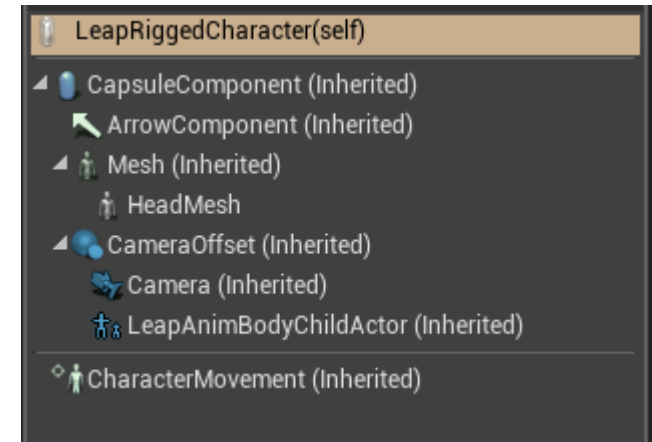 LeapRiggedCharacter(self)
CapsuleComponent (Inherited)
ArrowComponent (Inherited)
Mesh (Inherited)
HeadMesh
CameraOffset (Inherited)
Camera (Inherited)
LeapAnimBodyChildActor (Inherited)
CharacterMovement (Inherited)